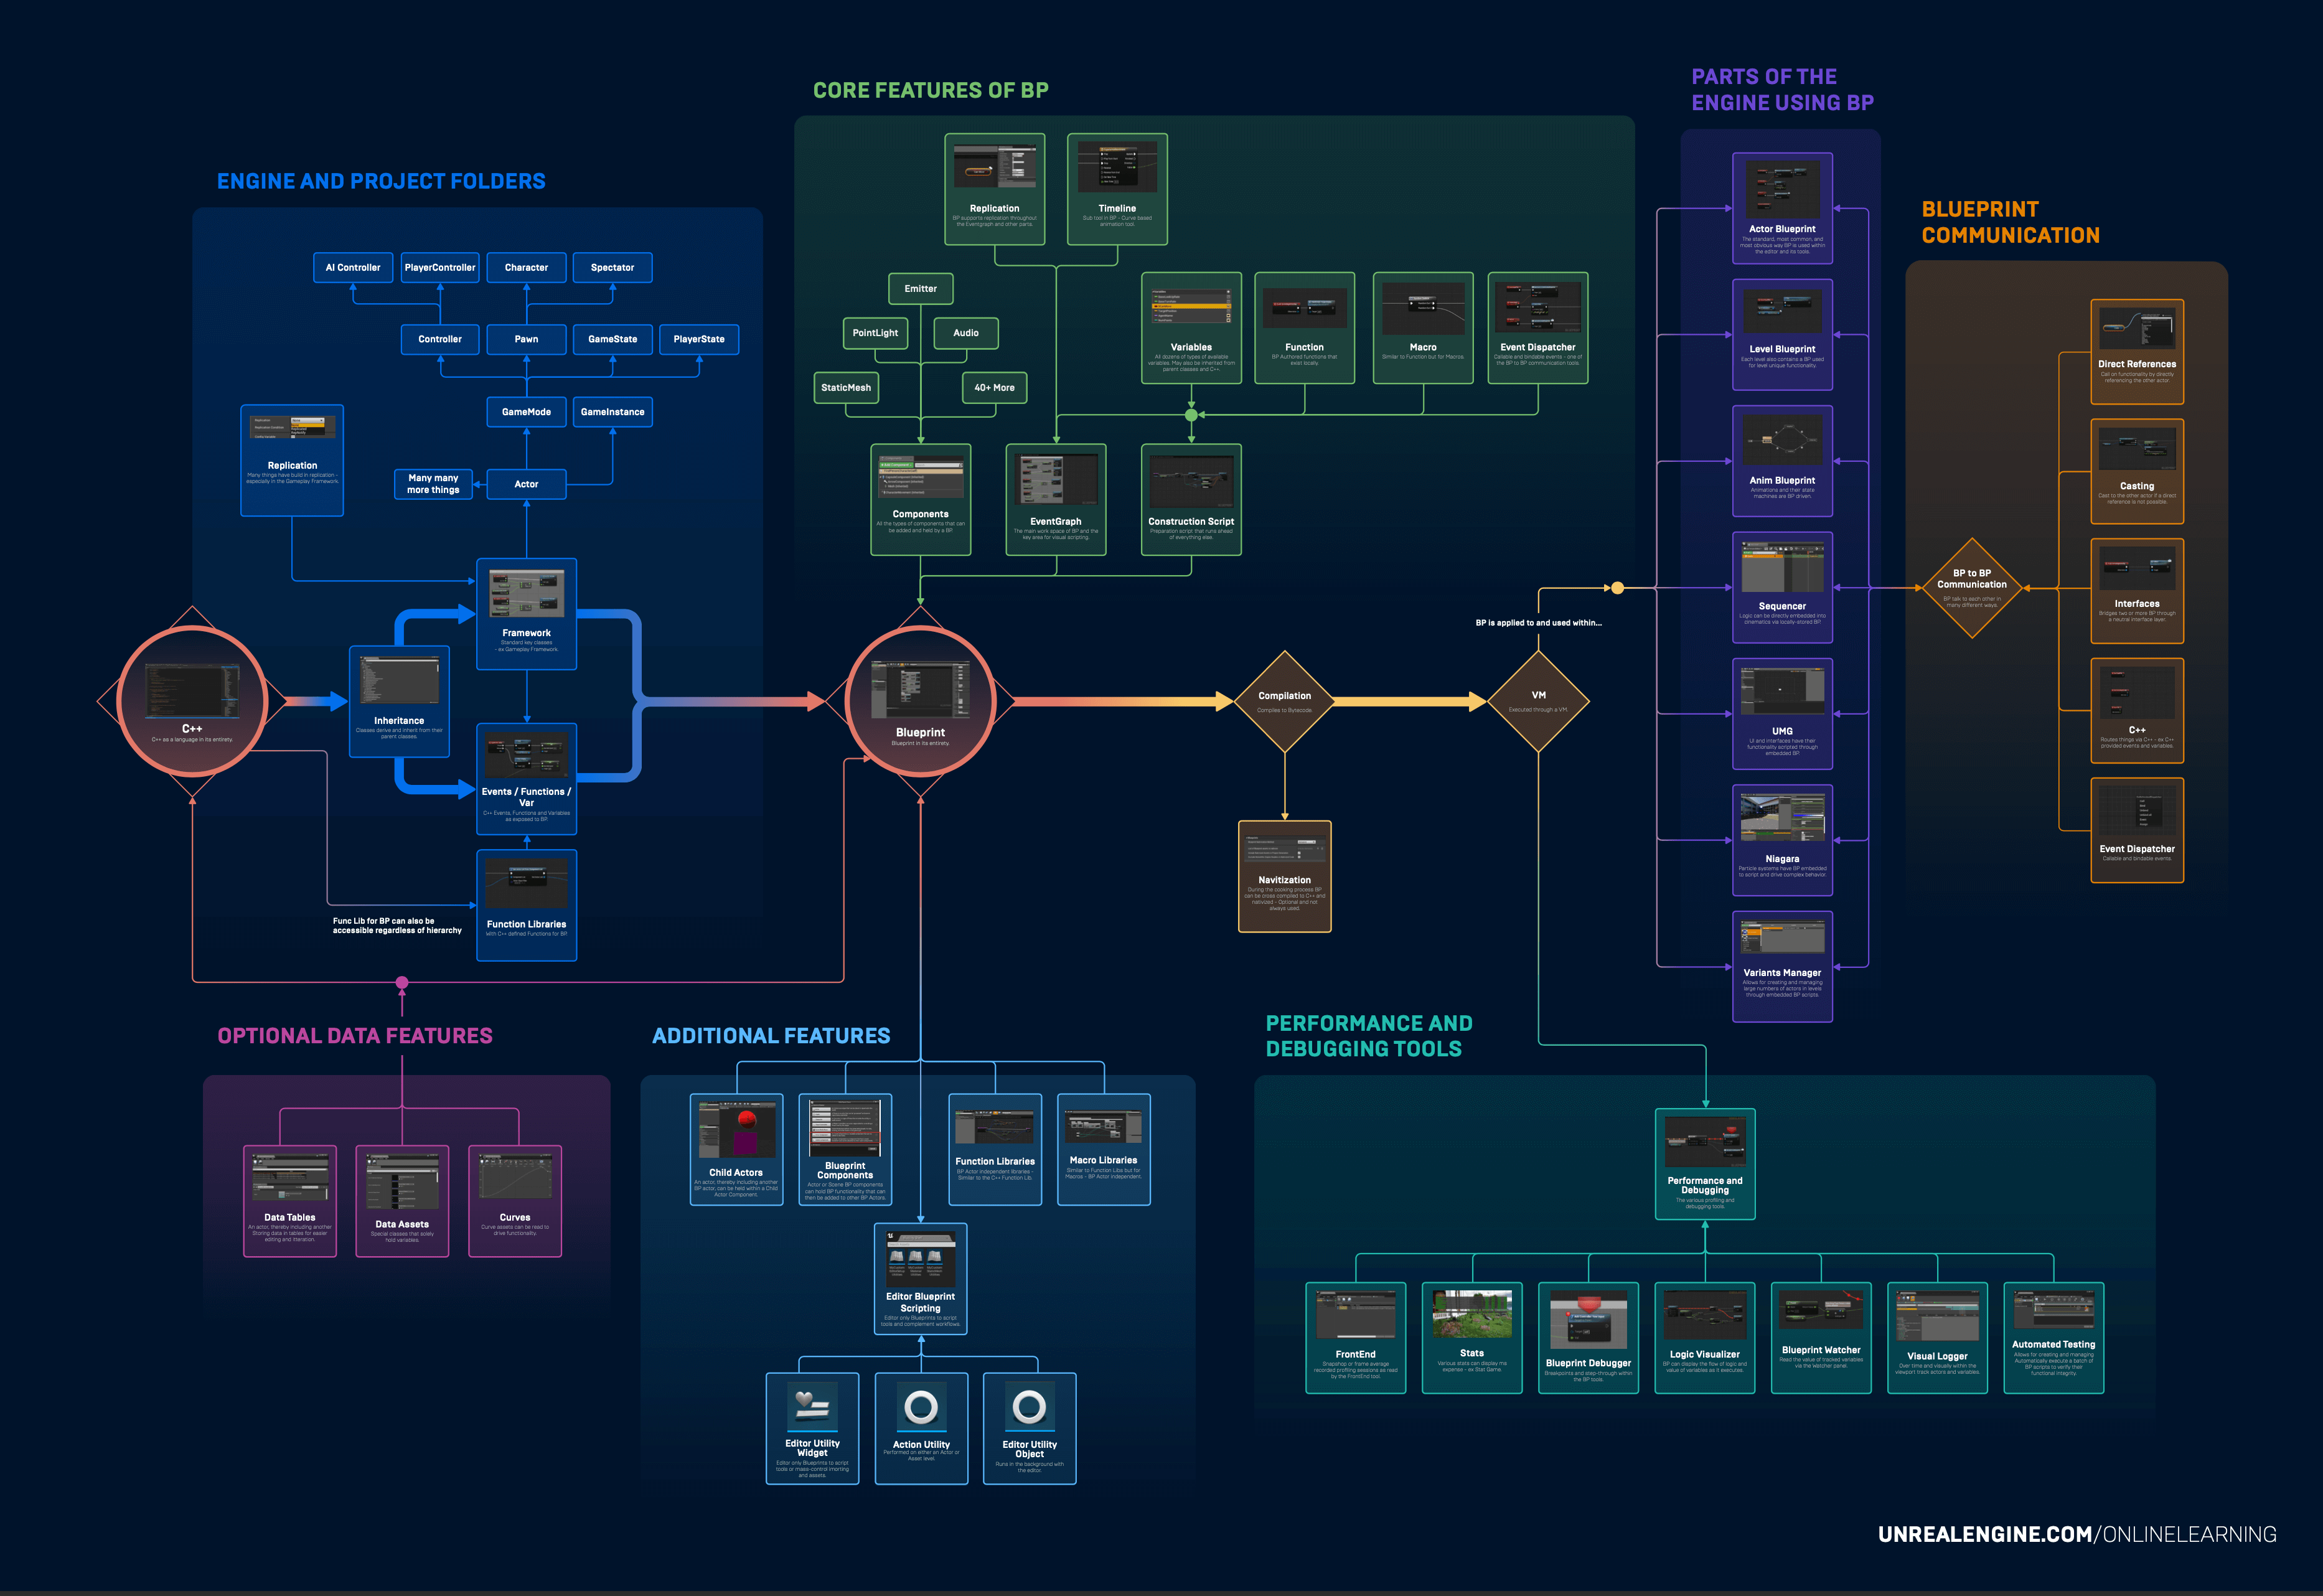 PARTS OF THE
ENGINE USING BP
CORE FEATURES OF BP
ENGINE AND PROJECT FOLDERS
BLUEPRINT
COMMUNICATION
AI Controller
PlayerController
Character
Spectator
Controller
Pawn
GameState
PlayerState
GameMode
GameInstance
Replication
Many things have build in replication -
especially in the Gameplay Framework
Many many
more things
Actor
Framework
Standard key classes
- ex Gameplay Framework.
C++
C++ as a language in its entirety.
Inheritance
Classes derive and inherit from their
parent classes.
Events / Functions /
Var
C++ Events, Functions and Variables
as exposed to BP.
Function Libraries
With C++ defined Functions for BP.
Func Lib for BP can also be
accessible regardless of hierarchy
Replication
BP supports replication throughout
the Eventgraph and other parts.
Timeline
Sub tool in BP - Curve based
animation tool.
Emitter
PointLight
Audio
StaticMesh
40+ More
Variables
All dozens of types of available
variables. May also be inherited from
parent classes and C++.
Function
BP Authored functions that
exist locally.
Macro
Similar to Function but for Macros.
Event Dispatcher
Callable and bindable events - one of
the BP to BP communication tools.
Components
All the types of components that can
be added and held by a BP.
EventGraph
The main work space of BP and the
key area for visual scripting.
Construction Script
Preparation script that runs ahead
of everything else.
Blueprint
Blueprint in its entirety.
Compilation
Compiles to Bytecode
VM
Executed through a VM.
BP is applied to and used within...
Navitization
During the cooking process BP
can be cross compiled to C++ and
nativized - Optional and not
always used.
Actor Blueprint
The standard, most common, and
most obvious way BP is used within
the editor and its tools.
Level Blueprint
Each level also contains a BP used
for level unique functionality.
Anim Blueprint
Animations and their state
machines are BP driven.
Sequencer
Logic can be directly embedded into
cinematics via locally-stored BP.
UMG
UI and interfaces have their
functionality scripted through
embedded BP.
Niagara
Particle systems have BP embedded
to script and drive complex behavior.
Variants Manager
Allows for creating and managing
large numbers of actors in levels
through embedded BP scripts.
BP to BP
Communication
BP talk to each other in
many different ways.
Direct References
Call on functionality by directly
referencing the other actor
Casting
Cast to the other actor if a direct
reference is not possible.
Interfaces
Bridges two or more BP through
a neutral interface layer.
C++
Routes things via C++ - ex C++
provided events and variables.
Event Dispatcher
Callable and bindable events.
OPTIONAL DATA FEATURES
Data Tables
An actor, thereby including another
Storing data in tables for easier
editing and itteration.
Data Assets
Special classes that solely
hold variables.
Curves
Curve assets can be read to
drive functionality.
ADDITIONAL FEATURES
Child Actors
An actor, thereby including another
BP actor, can be held within a Child
Actor Component.
Blueprint
Components
Actor or Scene BP components
can hold BP functionality that can
then be added to other BP Actors.
Function Libraries
BP Actor independent libraries -
Similar to the C++ Function Lib.
Macro Libraries
Similar to Function Libs but for
Macros - BP Actor independent.
Editor Blueprint
Scripting
Editor only Blueprints to script
tools and complement workflows.
Editor Utility
Widget
Editor only Blueprints to script
tools or mass-control imorting
and assets.
Action Utility
Performed on either an Actor or
Asset level.
Editor Utility
Object
Runs in the background with
the editor.
PERFORMANCE AND
DEBUGGING TOOLS
Performance and
Debugging
The various profiling and
debugging tools.
FrontEnd
Snapshop or frame average
recorded profiling sessions as read
by the FrontEnd tool.
Stats
Various stats can display the
expense - ex Stat Game.
Blueprint Debugger
Breakpoints and step-through within
the BP tools.
Logic Visualizer
BP can display the flow of logic and
value of variables as it executes.
Blueprint Watcher
Read the value of tracked variables
via the Watcher panel.
Visual Logger
Over time and visually within the
viewport track actors and variables.
Automated Testing
Allows for creating and managing
Automatically execute a batch of
BP scripts to verify their
functional integrity.
UNREALENGINE.COM/ONLINELEARNING